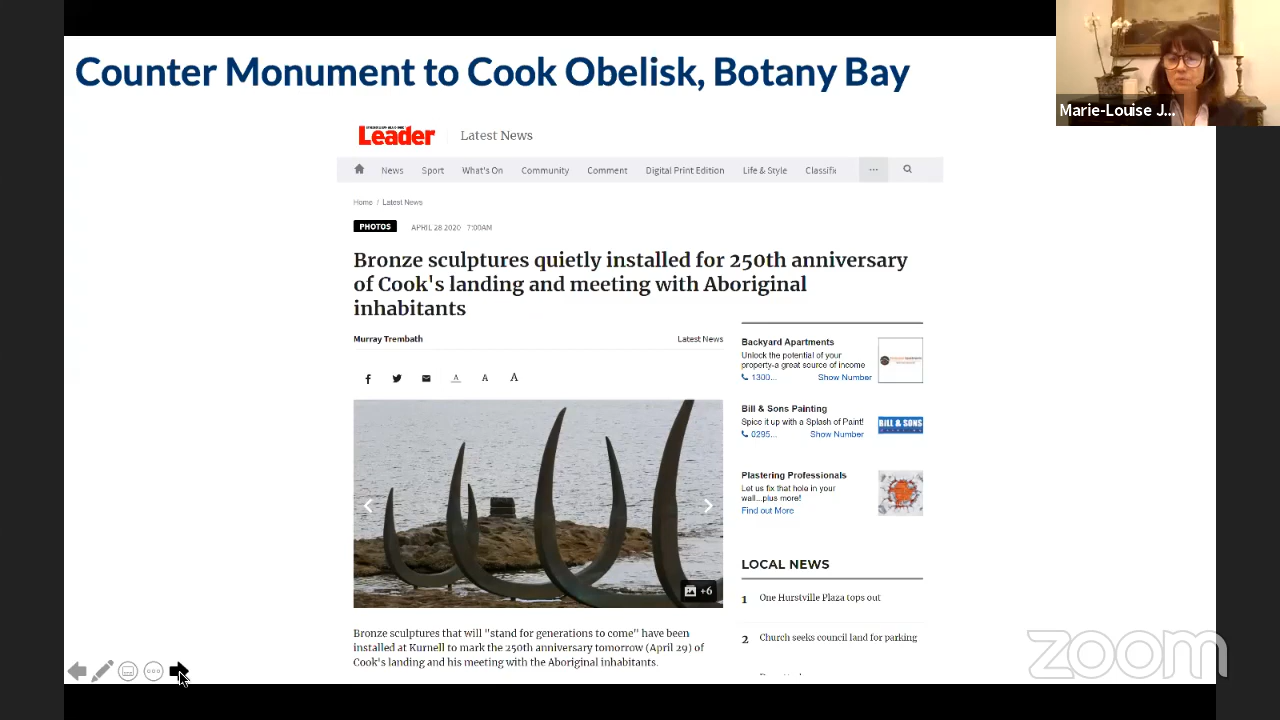 Counter Monument to Cook Obelisk, Botany Bay
Marie-Louise J...
Leader
Latest News
News
Sport
What's On
Community
Comment
Digital Print Edition
Life & Style
Classifi
...
Home / Latest News
PHOTOS
APRIL 28 2020 7:00AM
Bronze sculptures quietly installed for 250th anniversary
of Cook's landing and meeting with Aboriginal
inhabitants
Murray Trembath
Latest News
A
A
A
+6
Bronze sculptures that will "stand for generations to come" have been
installed at Kurnell to mark the 250th anniversary tomorrow (April 29) of
Cook's landing and his meeting with the Aboriginal inhabitants.
Backyard Apartments
Unlock the potential of your
property-a great source of income
1300...
Show Number
Bill & Sons Painting
Spice it up with a Splash of Paint!
0295...
Show Number
BILL & SONS
Plastering Professionals
Let us fix that hole in your
wall...plus more!
Find out More
LOCAL NEWS
1 One Hurstville Plaza tops out
2 Church seeks council land for parking
zoom